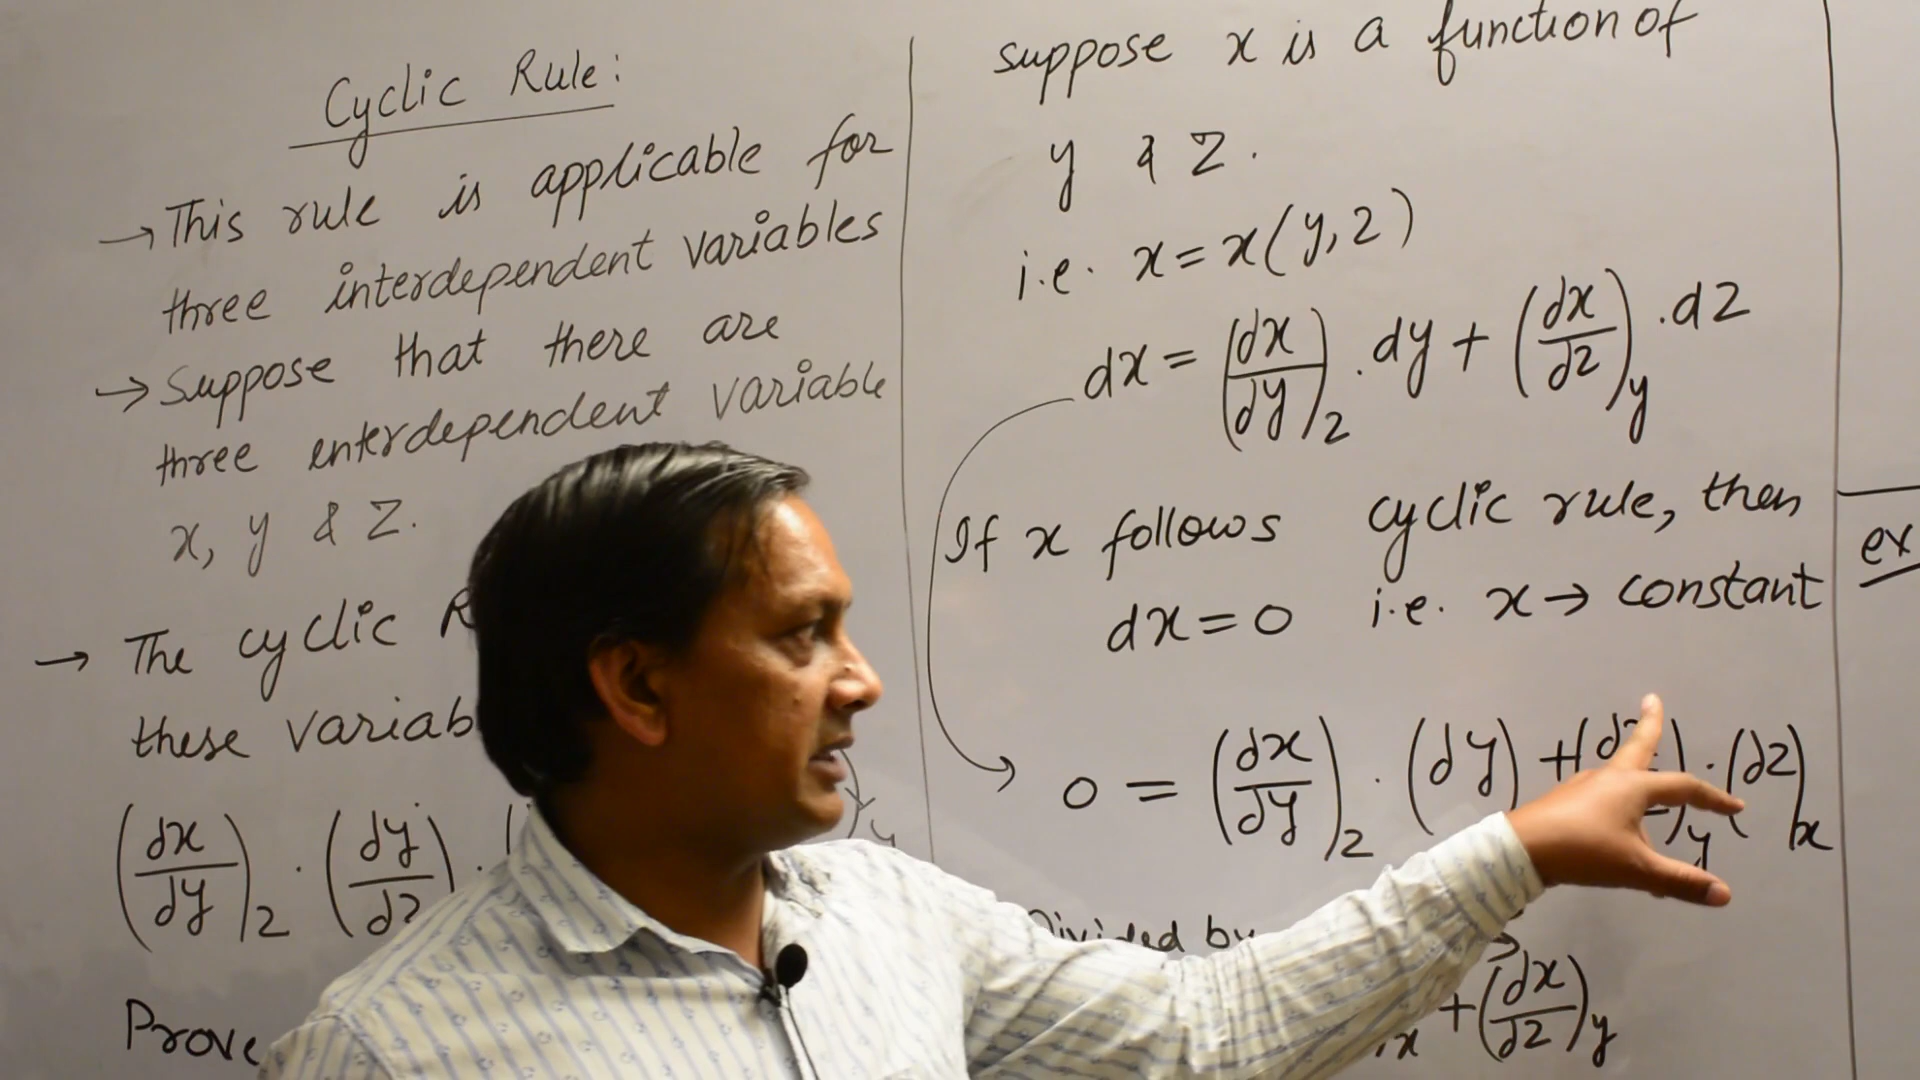 Cyclic Rule:
→ This rule is applicable for
three interdependent variables
→ Suppose that there are
three enterdependent variable
x, y & z.
→ The cyclic
these
(∂x/∂y)z · (∂y/∂z) ·
Prove
suppose x is a function of
y & z.
i.e. x = x(y, z)
dx = (∂x/∂y)z . dy + (∂x/∂z)y . dz
If x follows cyclic rule, then
dx = 0 i.e. x → constant
0 = (∂x/∂y)z . (∂y) + ( )y . (∂z)x
Divided by
x + (∂x/∂z)y
ex